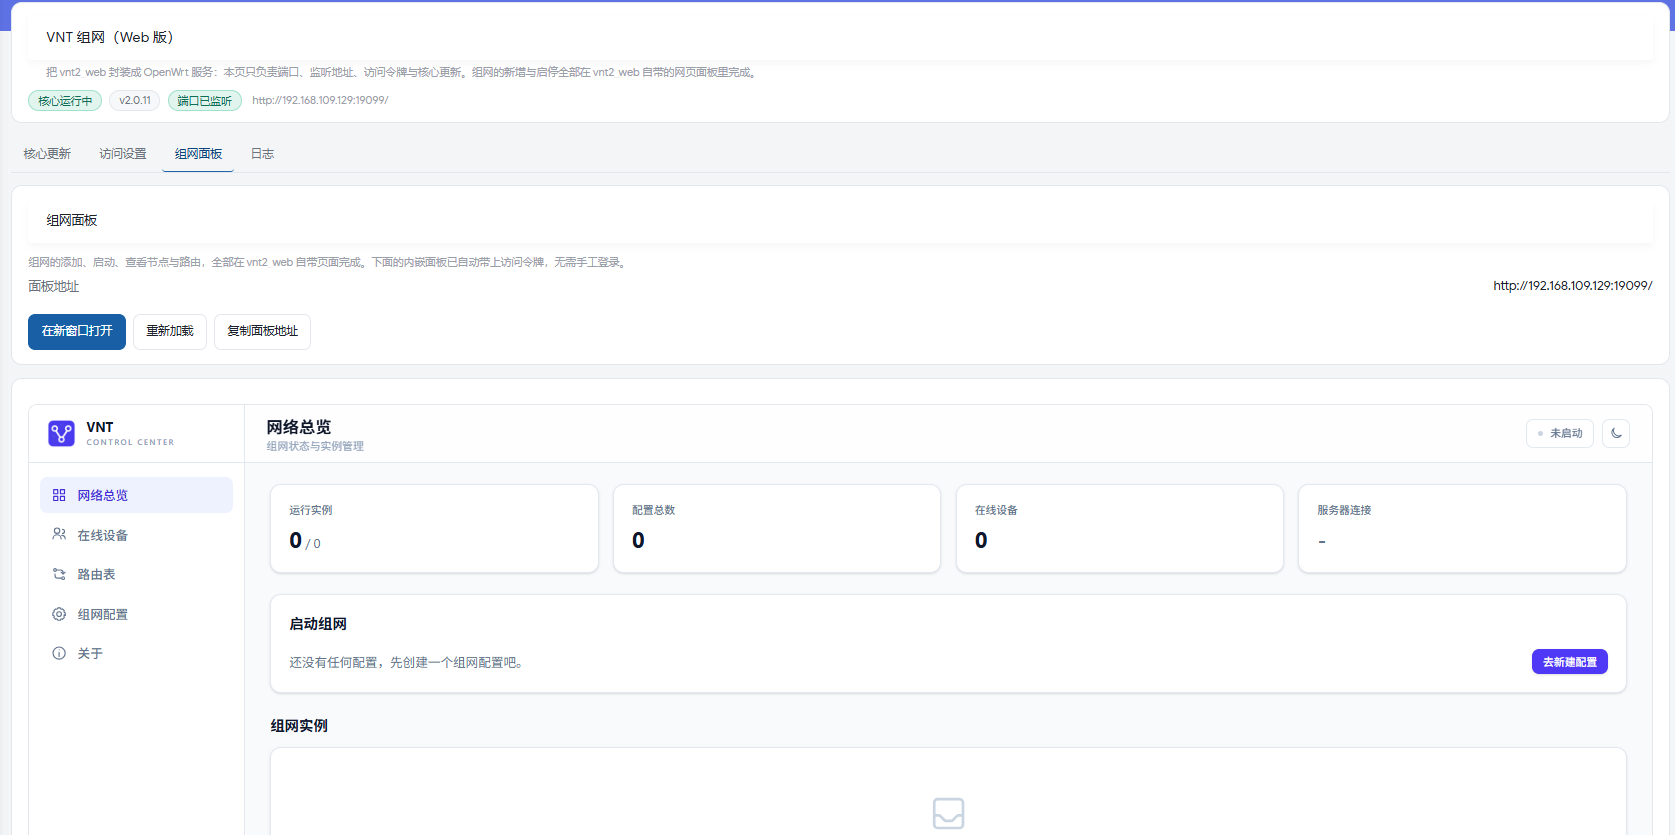 VNT 组网（Web 版）
把 vnt2_web 封装成 OpenWrt 服务：本页只负责端口、监听地址、访问令牌与核心更新。组网的新增与启停全部在 vnt2_web 自带的网页面板里完成。
核心运行中 v2.0.11 端口已监听 http://192.168.109.129:19099/
核心更新 访问设置 组网面板 日志
组网面板
组网的添加、启动、查看节点与路由，全部在 vnt2_web 自带页面完成。下面的内嵌面板已自动带上访问令牌，无需手工登录。
面板地址 http://192.168.109.129:19099/
在新窗口打开 重新加载 复制面板地址
VNT
CONTROL CENTER
网络总览
组网状态与实例管理
未启动
网络总览
在线设备
路由表
组网配置
关于
运行实例 配置总数 在线设备 服务器连接
0 / 0 0 0 -
启动组网
还没有任何配置，先创建一个组网配置吧。
去新建配置
组网实例